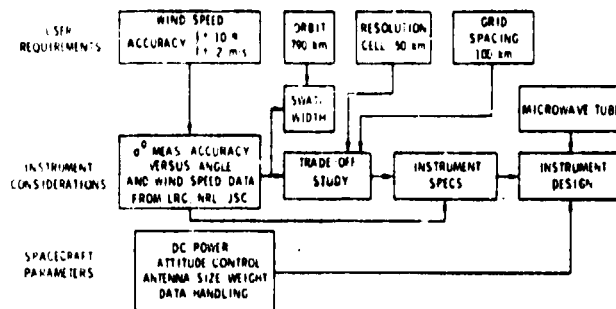 USER
REQUIREMENTS
WIND SPEED
ACCURACY ± 10 %
± 2 m/s
ORBIT
790 km
RESOLUTION
CELL 50 km
GRID
SPACING
100 km
SWATH
WIDTH
MICROWAVE TUBE
INSTRUMENT
CONSIDERATIONS
σ⁰ MEAS. ACCURACY
VERSUS ANGLE
AND WIND SPEED DATA
FROM LRC, NRL, JSC
TRADE-OFF
STUDY
INSTRUMENT
SPECS
INSTRUMENT
DESIGN
SPACECRAFT
PARAMETERS
DC POWER
ATTITUDE CONTROL
ANTENNA SIZE WEIGHT
DATA HANDLING